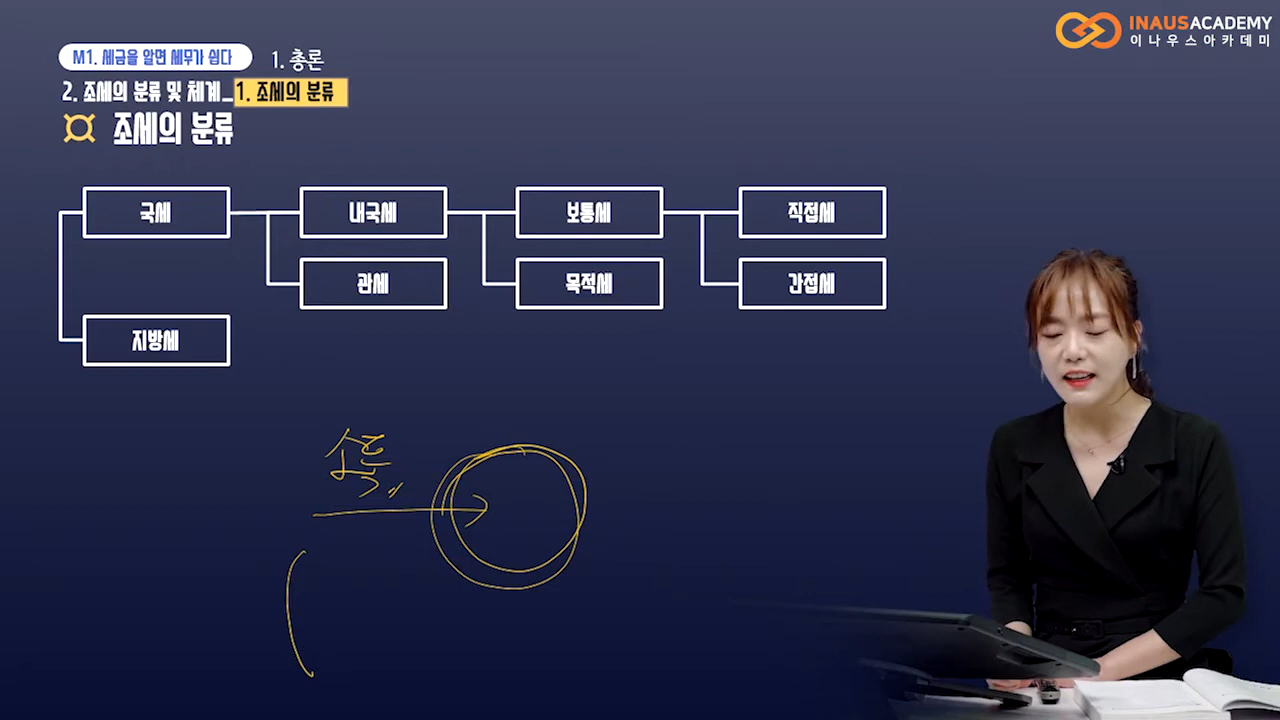 INAUSACADEMY
이나우스아카데미
M1. 세금을 알면 세무가 쉽다
1. 총론
2. 조세의 분류 및 체계_1. 조세의 분류
조세의 분류
국세
내국세
보통세
직접세
관세
목적세
간접세
지방세
소득